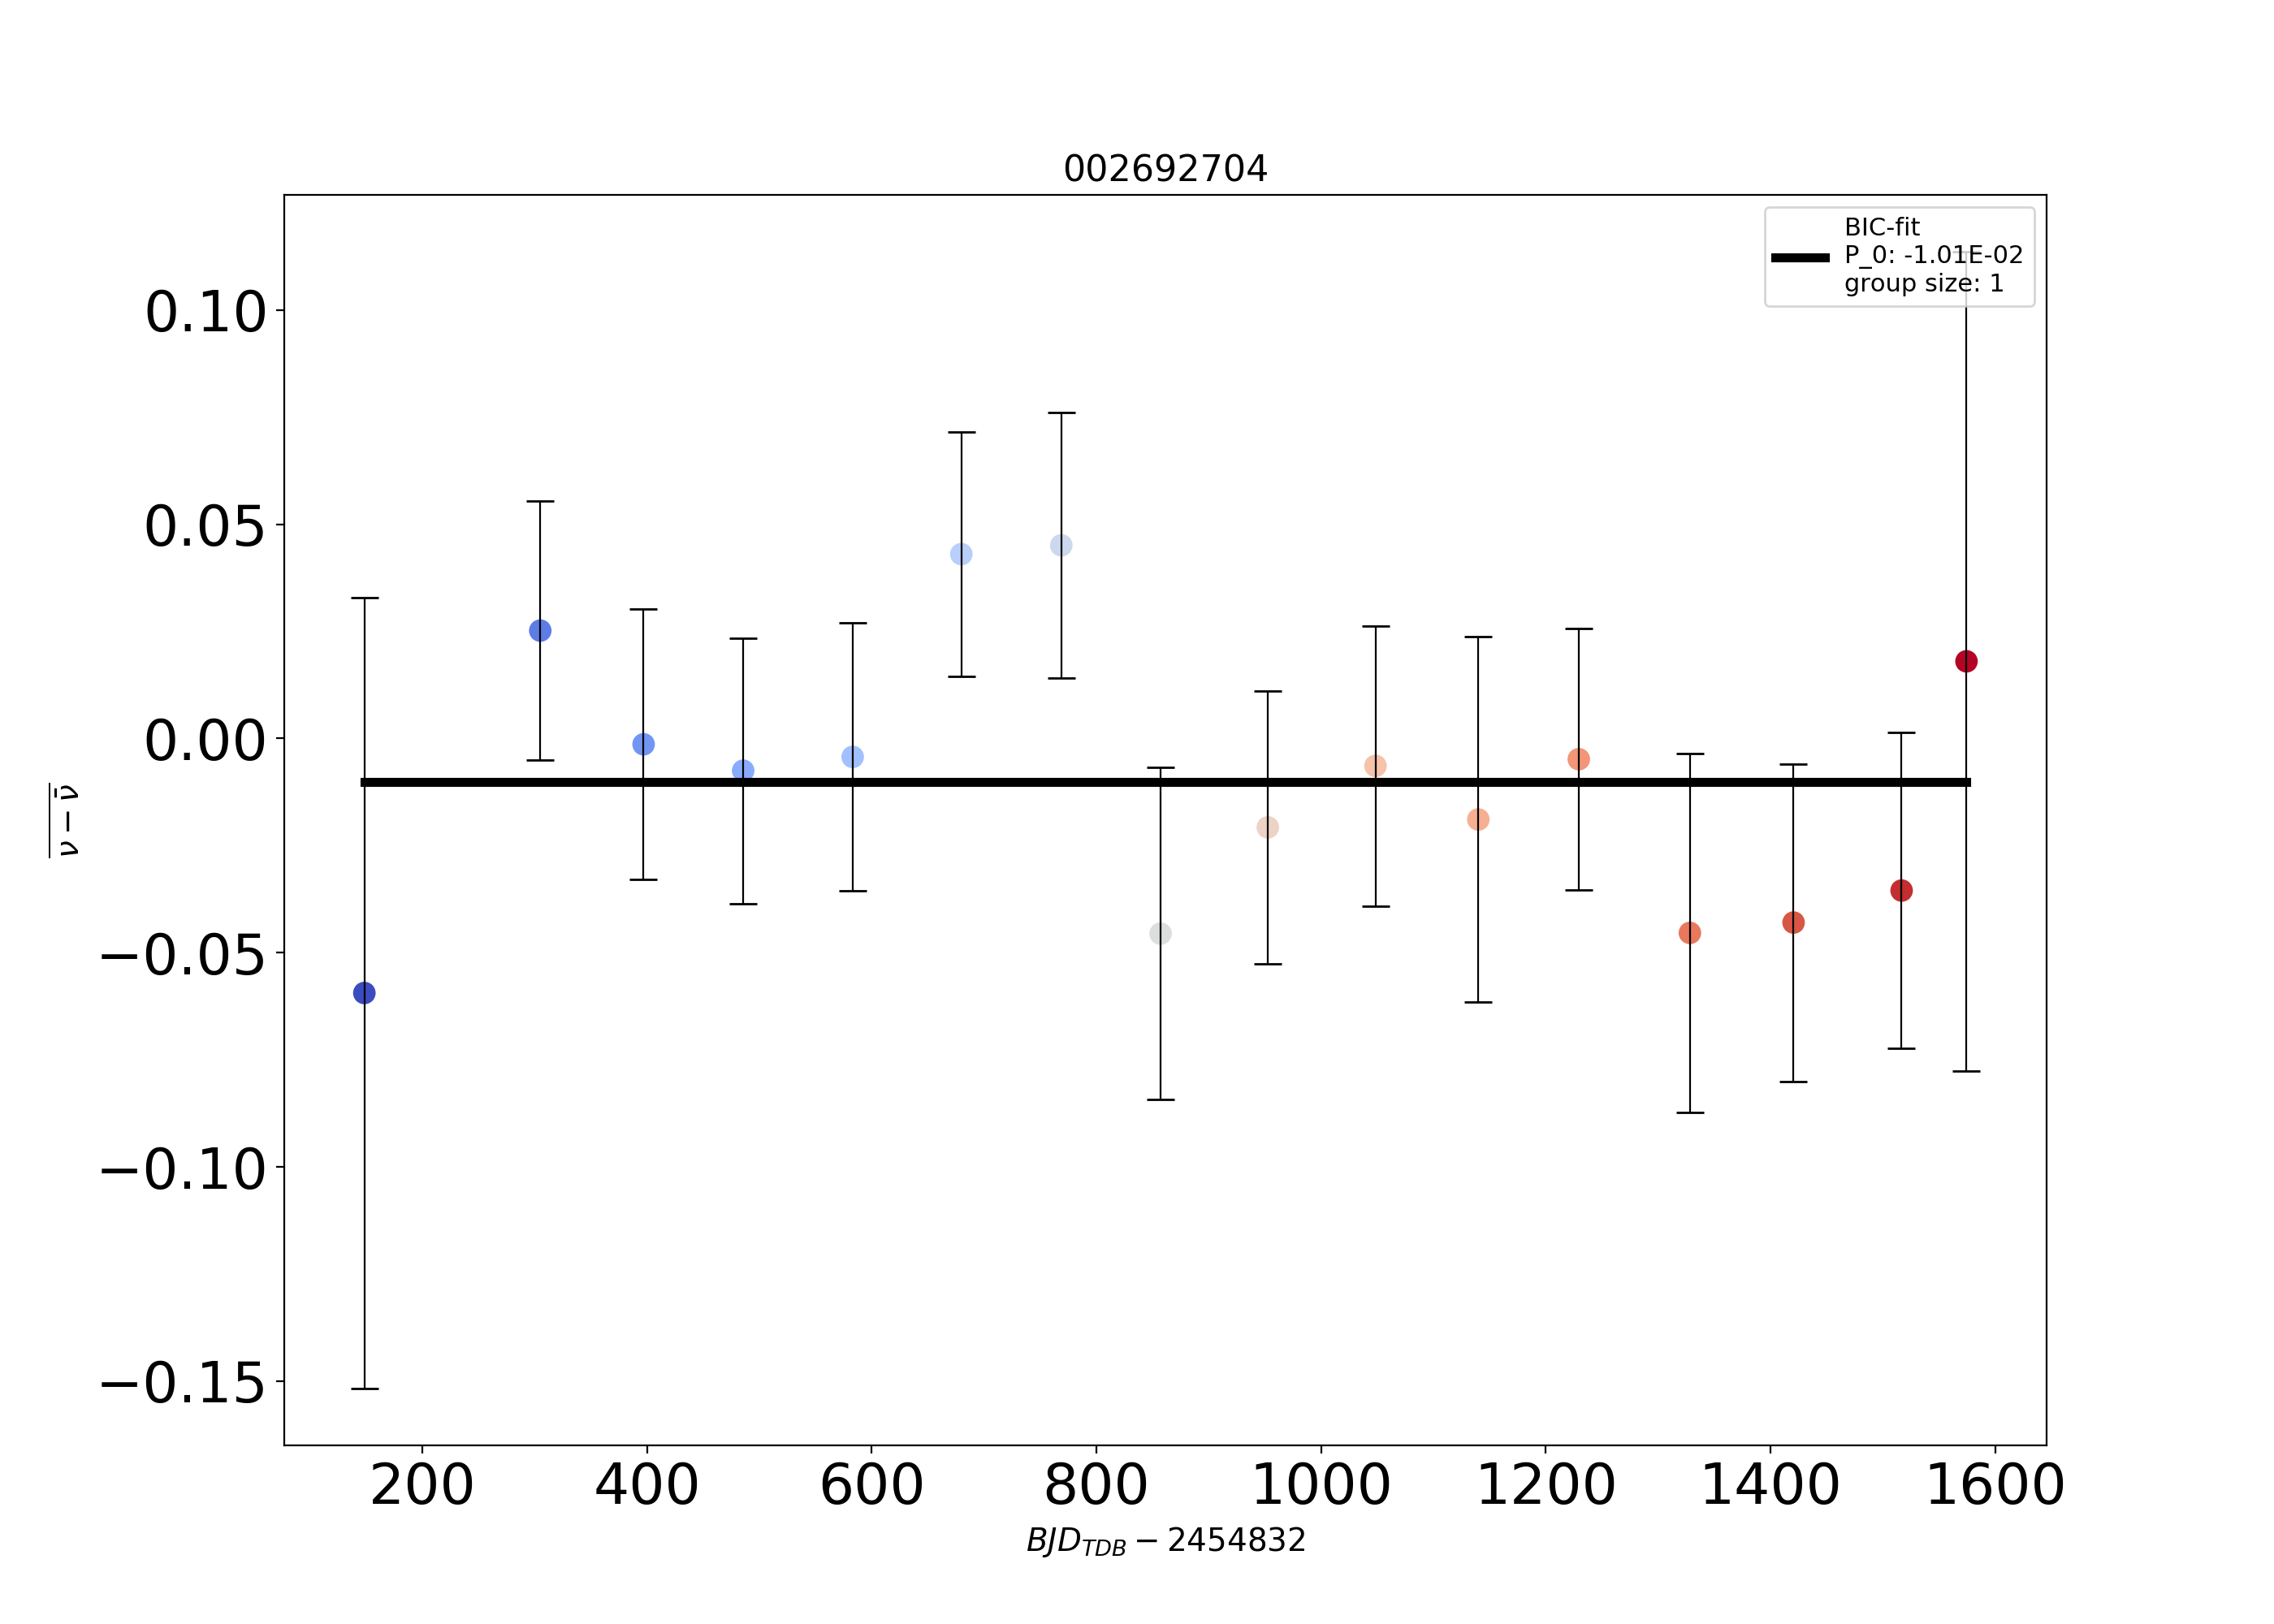 002692704
BIC-fit
P_0: -1.01E-02
group size: 1
0.10
0.05
0.00
−0.05
−0.10
−0.15
200 400 600 800 1000 1200 1400 1600
BJD_TDB − 2454832
ν − ν̄